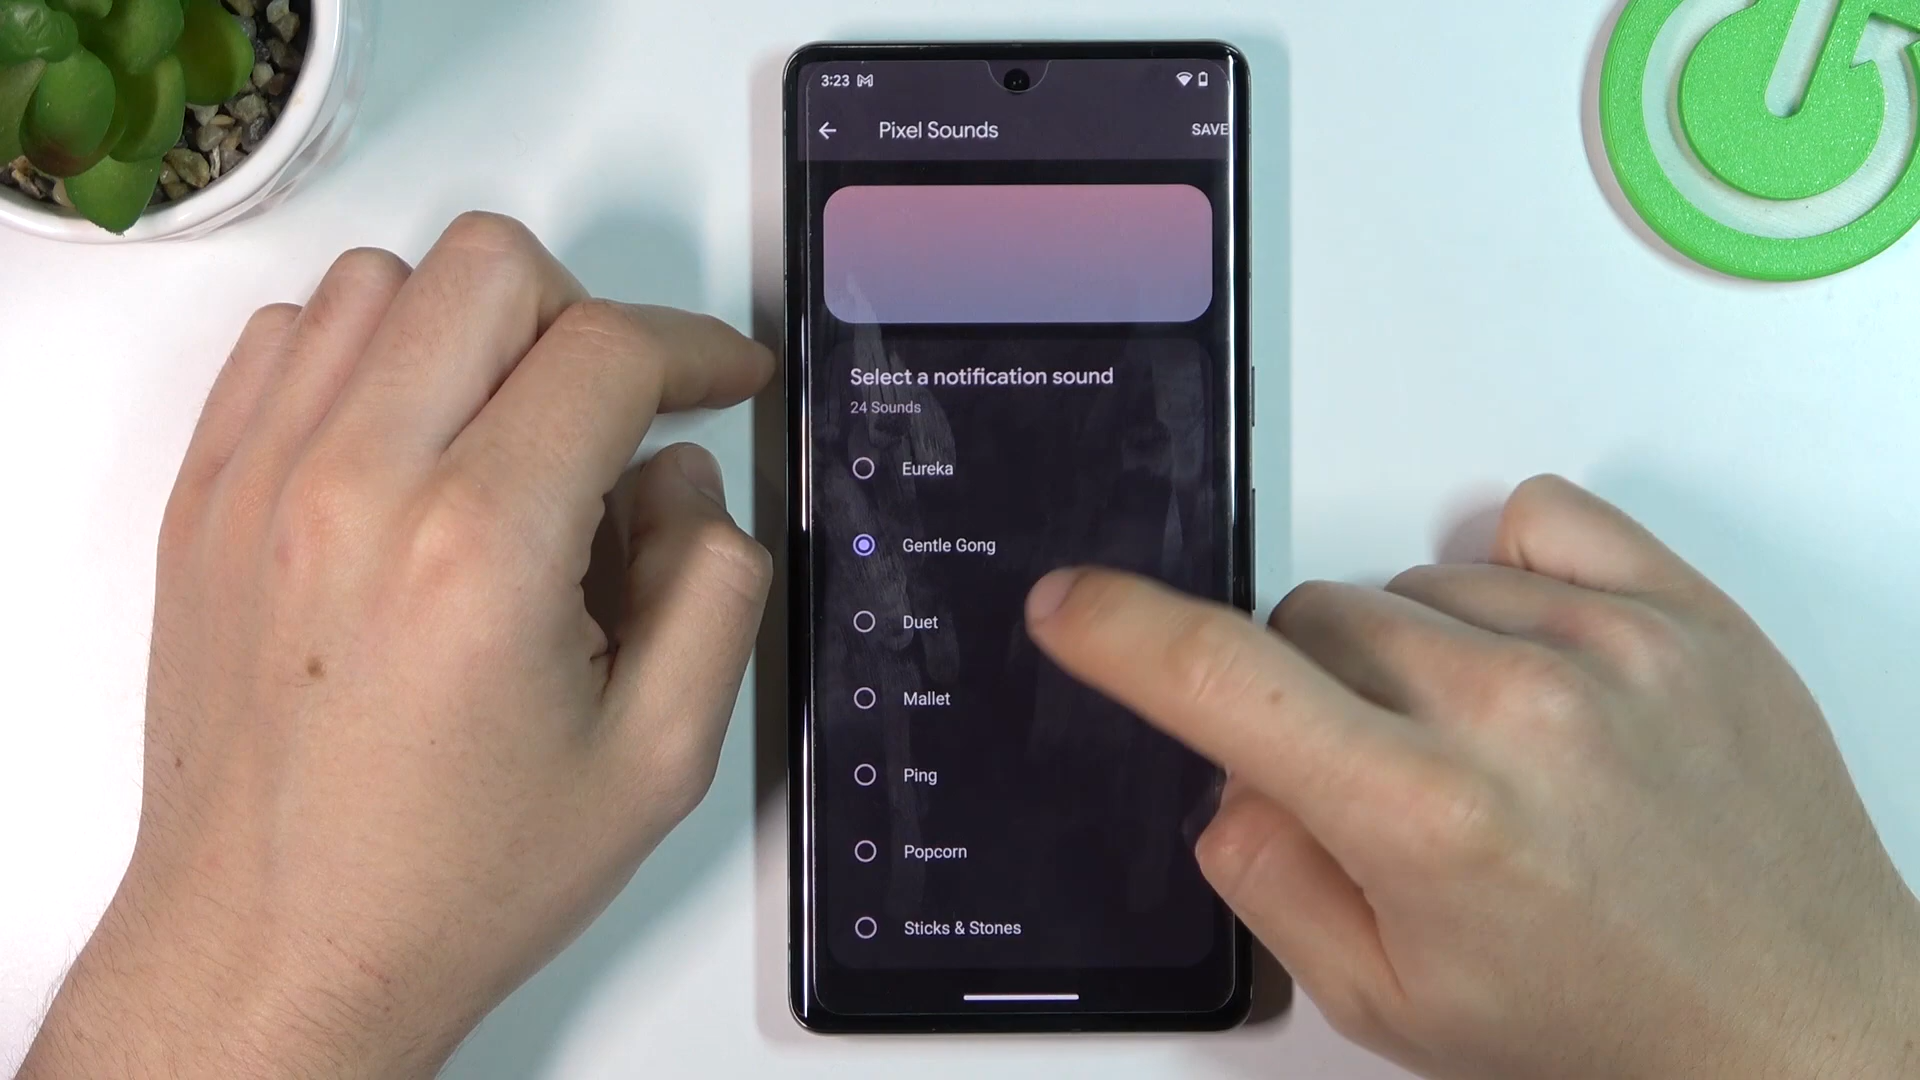 3:23
Pixel Sounds
SAVE
Select a notification sound
24 Sounds
Eureka
Gentle Gong
Duet
Mallet
Ping
Popcorn
Sticks & Stones